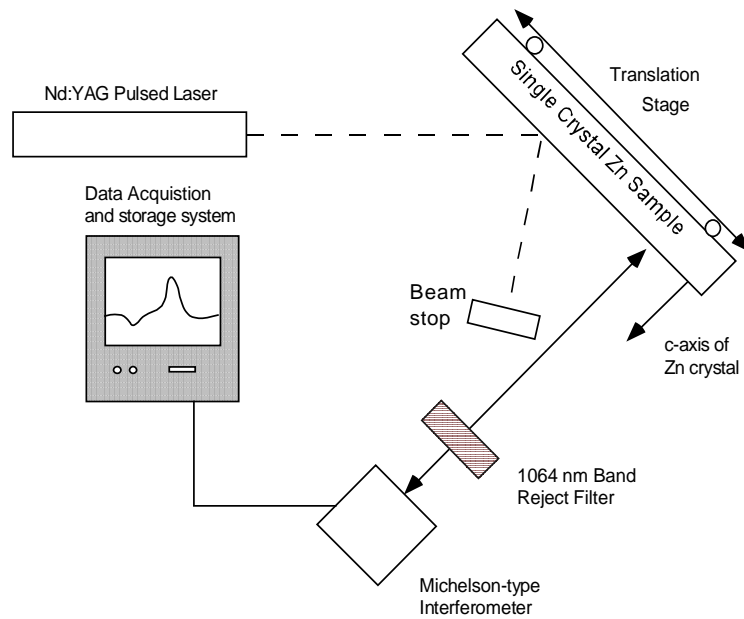 Nd:YAG Pulsed Laser
Single Crystal Zn Sample
Translation
Stage
Data Acquistion
and storage system
Beam
stop
c-axis of
Zn crystal
1064 nm Band
Reject Filter
Michelson-type
Interferometer